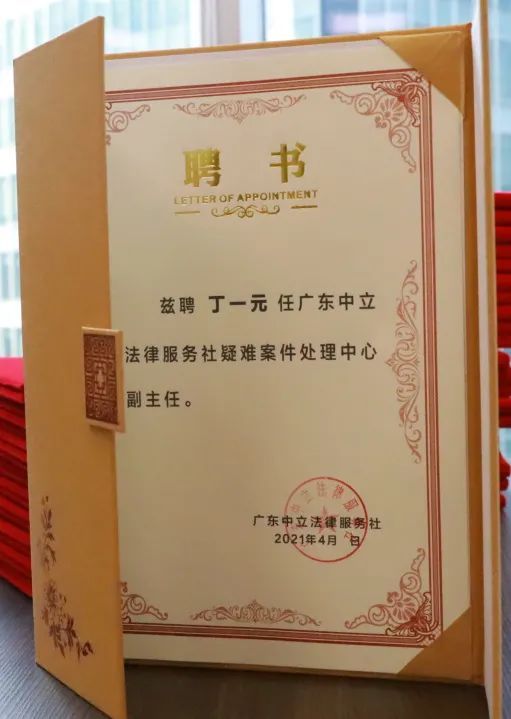 聘 书
LETTER OF APPOINTMENT
兹聘 丁一元 任广东中立
法律服务社疑难案件处理中心
副主任。
广东中立法律服务社
2021年4月 日